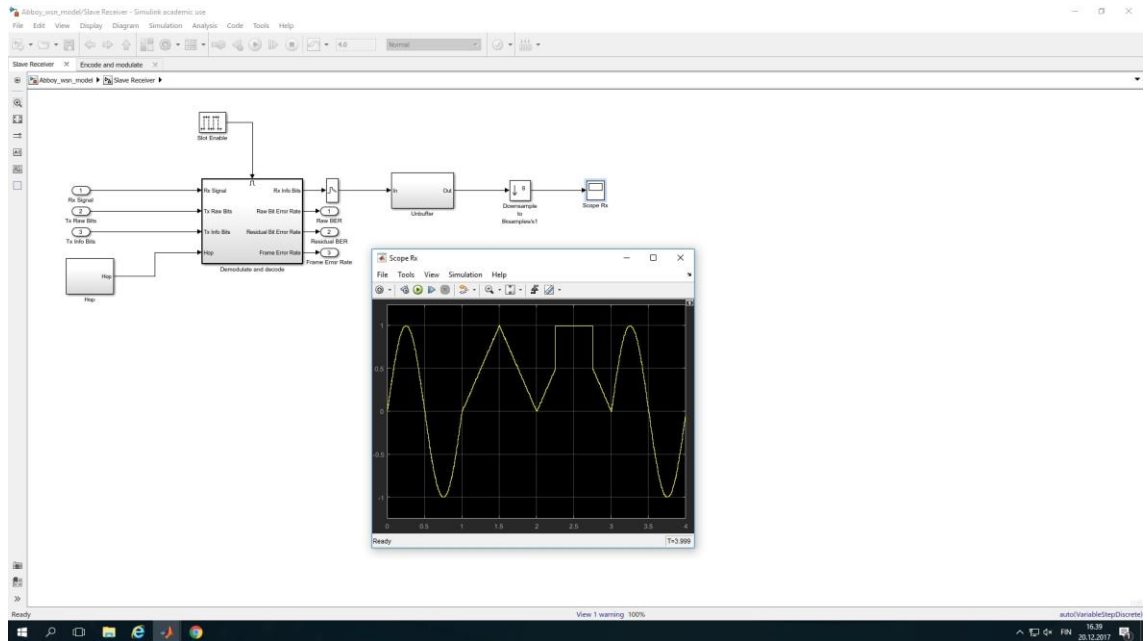 Abboy_wsn_model/Slave Receiver - Simulink academic use
File Edit View Display Diagram Simulation Analysis Code Tools Help
4.0 Normal
Slave Receiver Encode and modulate
Abboy_wsn_model Slave Receiver
Slot Enable
1
Rx Signal
2
Tx Raw Bits
3
Tx Info Bits
Hop
Hop
Rx Signal Rx Info Bits
Tx Raw Bits Raw Bit Error Rate
Tx Info Bits Residual Bit Error Rate
Hop Frame Error Rate
Demodulate and decode
1
Raw BER
2
Residual BER
3
Frame Error Rate
In Out
Unbuffer
8
Downsample
to
8ksamples/s1
Scope Rx
Scope Rx
File Tools View Simulation Help
1
0.5
0
-0.5
-1
0 0.5 1 1.5 2 2.5 3 3.5 4
Ready T=3.999
Ready View 1 warning 100% auto(VariableStepDiscrete)
FIN 16.39
20.12.2017